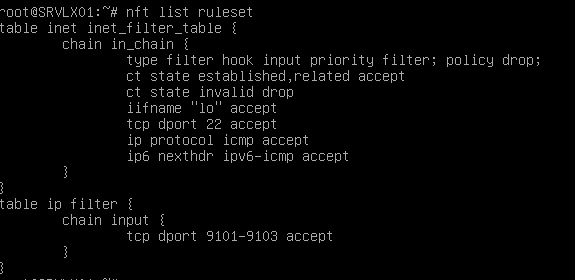 root@SRVLX01:~# nft list ruleset
table inet inet_filter_table {
chain in_chain {
type filter hook input priority filter; policy drop;
ct state established,related accept
ct state invalid drop
iifname "lo" accept
tcp dport 22 accept
ip protocol icmp accept
ip6 nexthdr ipv6-icmp accept
}
}
table ip filter {
chain input {
tcp dport 9101-9103 accept
}
}
root@SRVLX01:~#